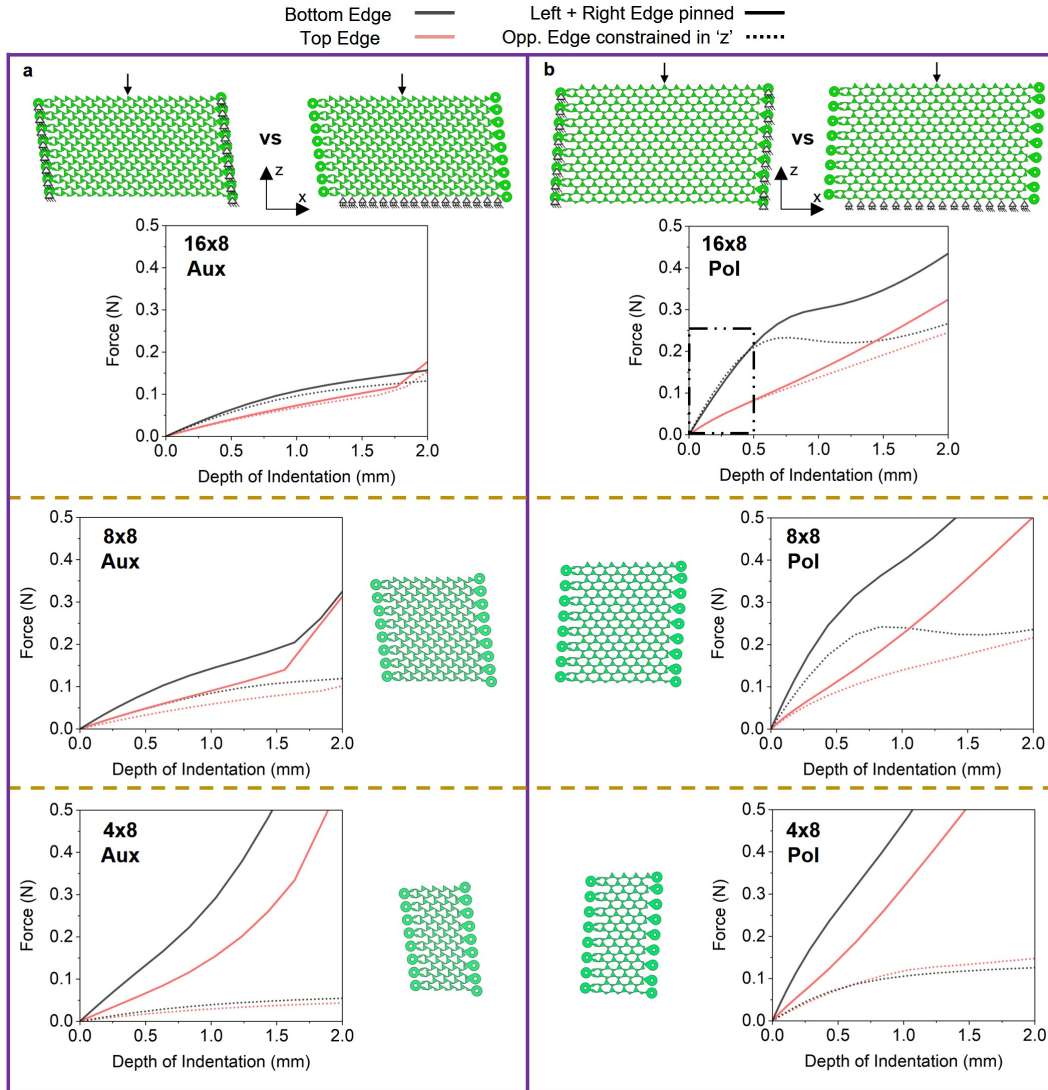 Bottom Edge
Left + Right Edge pinned
Top Edge
Opp. Edge constrained in ‘z’
a
vs
z
x
b
vs
z
x
16x8
Aux
Force (N)
0.5
0.4
0.3
0.2
0.1
0.0
0.0 0.5 1.0 1.5 2.0
Depth of Indentation (mm)
16x8
Pol
Force (N)
0.5
0.4
0.3
0.2
0.1
0.0
0.0 0.5 1.0 1.5 2.0
Depth of Indentation (mm)
8x8
Aux
Force (N)
0.5
0.4
0.3
0.2
0.1
0.0
0.0 0.5 1.0 1.5 2.0
Depth of Indentation (mm)
8x8
Pol
Force (N)
0.5
0.4
0.3
0.2
0.1
0.0
0.0 0.5 1.0 1.5 2.0
Depth of Indentation (mm)
4x8
Aux
Force (N)
0.5
0.4
0.3
0.2
0.1
0.0
0.0 0.5 1.0 1.5 2.0
Depth of Indentation (mm)
4x8
Pol
Force (N)
0.5
0.4
0.3
0.2
0.1
0.0
0.0 0.5 1.0 1.5 2.0
Depth of Indentation (mm)